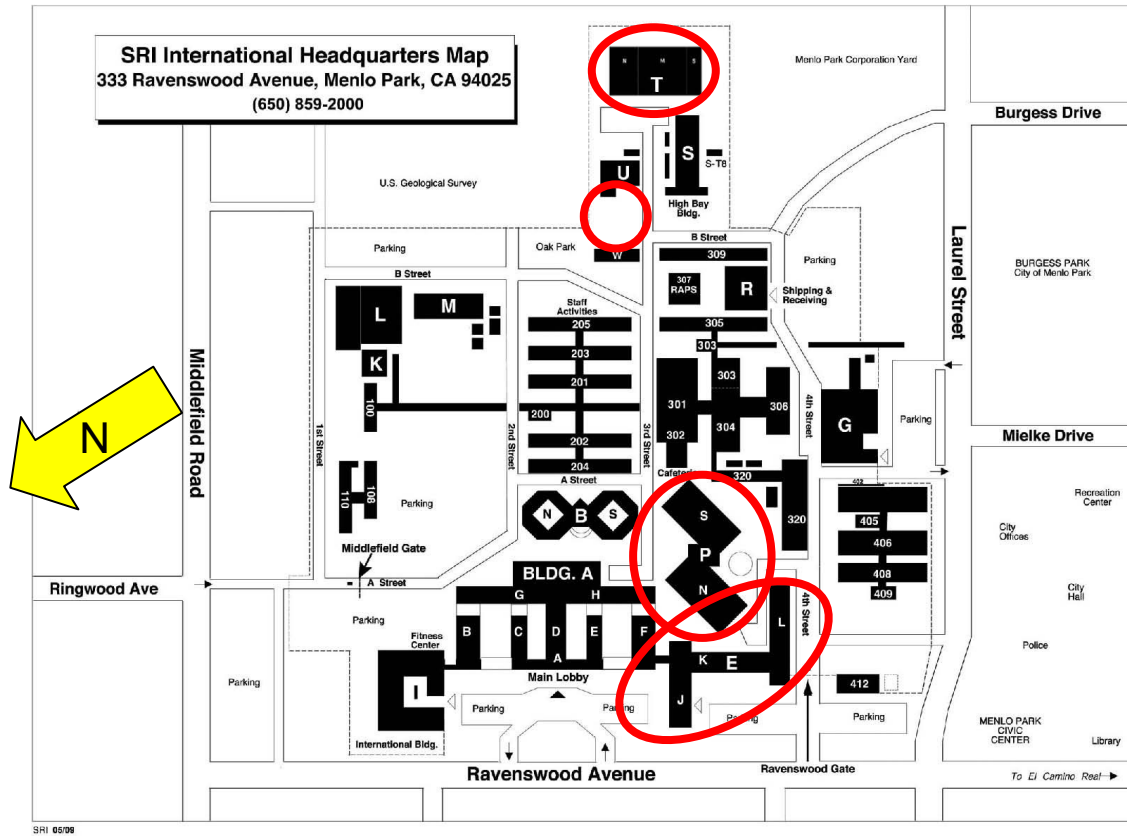 SRI International Headquarters Map
333 Ravenswood Avenue, Menlo Park, CA 94025
(650) 859-2000
N M S
T
Menlo Park Corporation Yard
Burgess Drive
S
S-T8
U
High Bay
Bldg.
U.S. Geological Survey
Laurel Street
Parking
Oak Park
W
B Street
309
Parking
BURGESS PARK
City of Menlo Park
B Street
307
RAPS
R
Shipping &
Receiving
L
M
Staff
Activities
205
305
303
203
K
303
201
301
306
100
200
304
G
Parking
N
Middlefield Road
1st Street
2nd Street
3rd Street
4th Street
302
202
Mielke Drive
204
Cafeteria
320
A Street
402
110
108
Parking
Recreation
Center
N
B
S
S
320
405
City
Offices
406
Middlefield Gate
P
BLDG. A
408
A Street
Ringwood Ave
G
H
N
409
City
Hall
4th Street
Parking
B
C
D
E
F
L
Fitness
Center
Police
A
K
E
Main Lobby
Parking
I
412
J
Parking
Parking
Parking
Parking
MENLO PARK
CIVIC
CENTER
Library
International Bldg.
Ravenswood Gate
Ravenswood Avenue
To El Camino Real
SRI 05/09